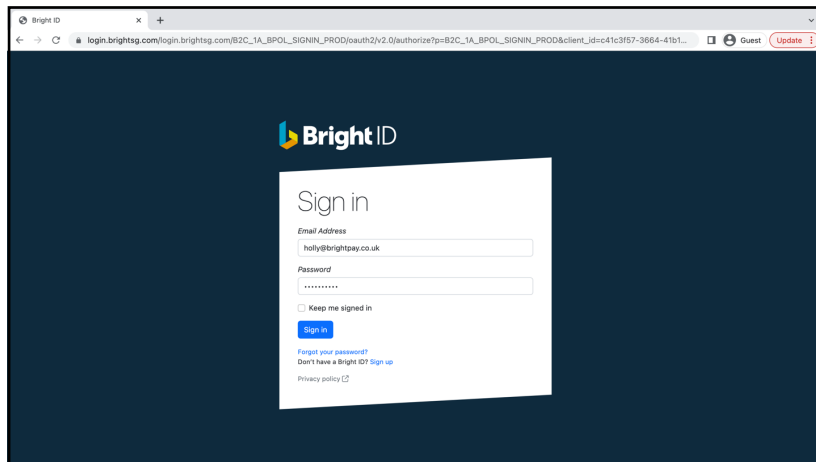 Bright ID
login.brightsg.com/login.brightsg.com/B2C_1A_BPOL_SIGNIN_PROD/oauth2/v2.0/authorize?p=B2C_1A_BPOL_SIGNIN_PROD&client_id=c41c3f57-3664-41b1... Guest Update
Bright ID
Sign in
Email Address
holly@brightpay.co.uk
Password
••••••••••
Keep me signed in
Sign in
Forgot your password?
Don't have a Bright ID? Sign up
Privacy policy